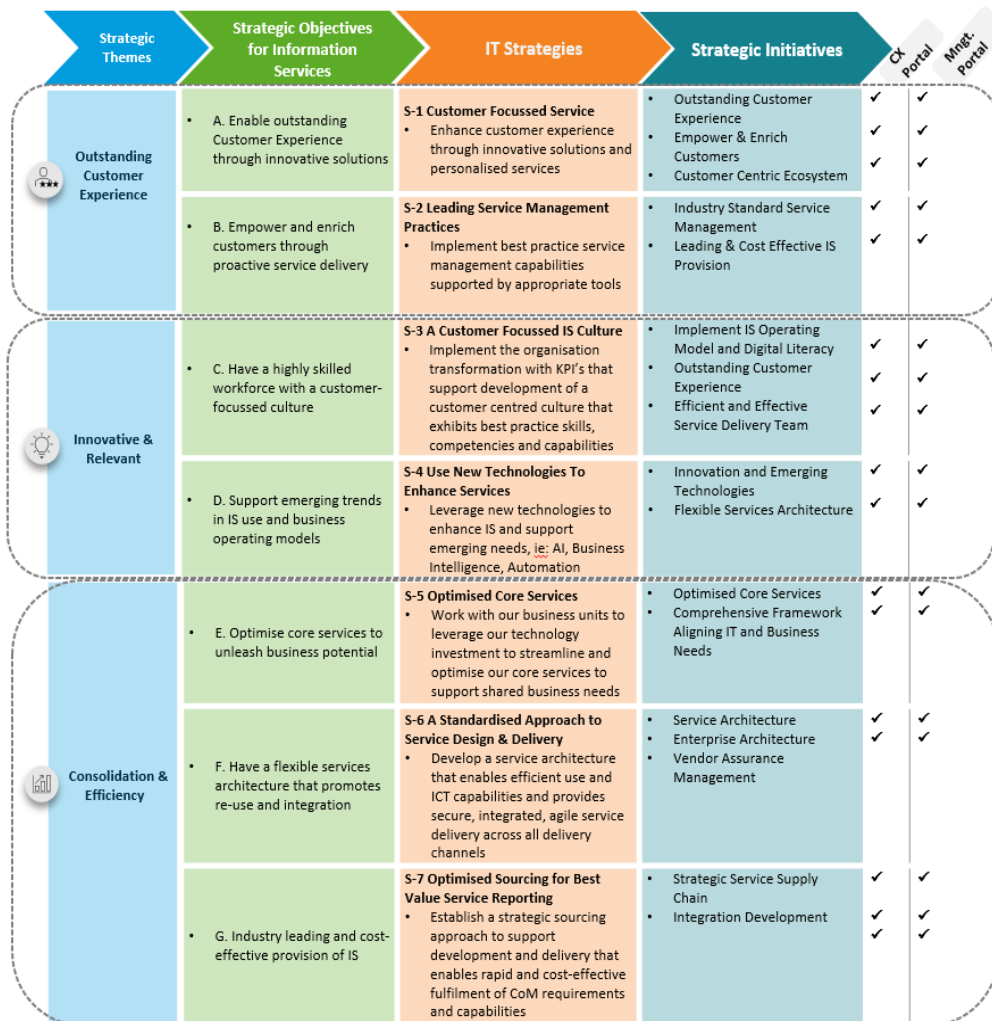 Strategic
Themes
Strategic Objectives
for Information
Services
IT Strategies
Strategic Initiatives
CX
Portal
Mngt.
Portal
Outstanding
Customer
Experience
• A. Enable outstanding
Customer Experience
through innovative solutions
S-1 Customer Focussed Service
• Enhance customer experience
through innovative solutions and
personalised services
• Outstanding Customer
Experience
• Empower & Enrich
Customers
• Customer Centric Ecosystem
✓ ✓
✓ ✓
✓ ✓
• B. Empower and enrich
customers through
proactive service delivery
S-2 Leading Service Management
Practices
• Implement best practice service
management capabilities
supported by appropriate tools
• Industry Standard Service
Management
• Leading & Cost Effective IS
Provision
✓ ✓
✓ ✓
Innovative &
Relevant
• C. Have a highly skilled
workforce with a customer-
focussed culture
S-3 A Customer Focussed IS Culture
• Implement the organisation
transformation with KPI's that
support development of a
customer centred culture that
exhibits best practice skills,
competencies and capabilities
• Implement IS Operating
Model and Digital Literacy
• Outstanding Customer
Experience
• Efficient and Effective
Service Delivery Team
✓ ✓
✓ ✓
✓ ✓
• D. Support emerging trends
in IS use and business
operating models
S-4 Use New Technologies To
Enhance Services
• Leverage new technologies to
enhance IS and support
emerging needs, ie: AI, Business
Intelligence, Automation
• Innovation and Emerging
Technologies
• Flexible Services Architecture
✓ ✓
✓ ✓
Consolidation &
Efficiency
• E. Optimise core services to
unleash business potential
S-5 Optimised Core Services
• Work with our business units to
leverage our technology
investment to streamline and
optimise our core services to
support shared business needs
• Optimised Core Services
• Comprehensive Framework
Aligning IT and Business
Needs
✓ ✓
✓ ✓
• F. Have a flexible services
architecture that promotes
re-use and integration
S-6 A Standardised Approach to
Service Design & Delivery
• Develop a service architecture
that enables efficient use and
ICT capabilities and provides
secure, integrated, agile service
delivery across all delivery
channels
• Service Architecture
• Enterprise Architecture
• Vendor Assurance
Management
✓ ✓
✓ ✓
• G. Industry leading and cost-
effective provision of IS
S-7 Optimised Sourcing for Best
Value Service Reporting
• Establish a strategic sourcing
approach to support
development and delivery that
enables rapid and cost-effective
fulfilment of CoM requirements
and capabilities
• Strategic Service Supply
Chain
• Integration Development
✓ ✓
✓ ✓
✓ ✓